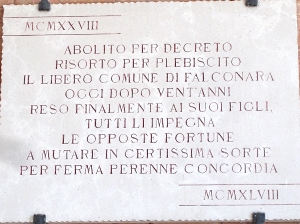 MCMXXVIII
ABOLITO PER DECRETO
RISORTO PER PLEBISCITO
IL LIBERO COMUNE DI FALCONARA
OGGI DOPO VENT'ANNI
RESO FINALMENTE AI SUOI FIGLI,
TUTTI LI IMPEGNA
LE OPPOSTE FORTUNE
A MUTARE IN CERTISSIMA SORTE
PER FERMA PERENNE CONCORDIA
MCMXLVIII